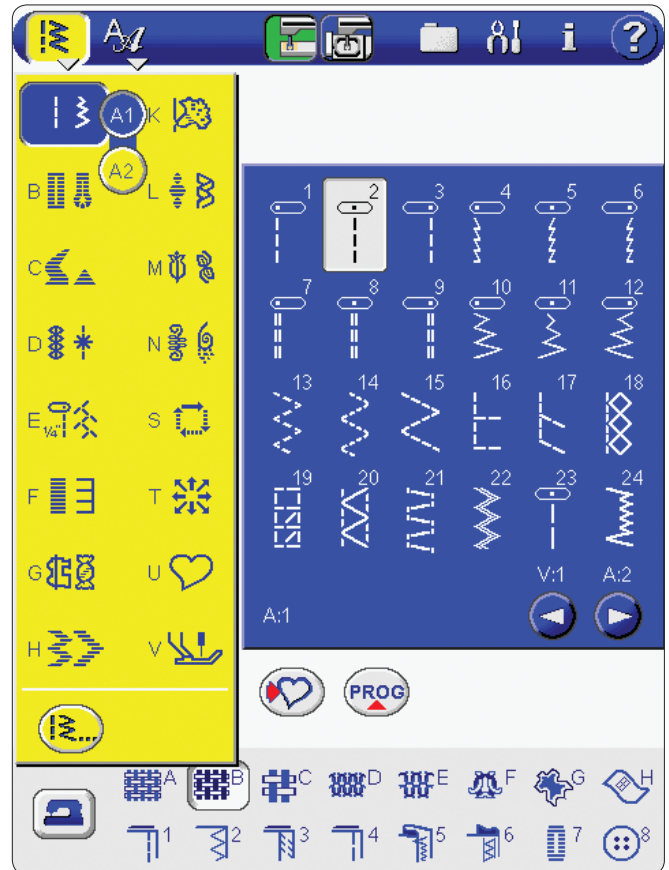 A A i ?
A1 K
A2
B L
C M
D N
E 1/4" S
F T
G U
H V
1 2 3 4 5 6
7 8 9 10 11 12
13 14 15 16 17 18
19 20 21 22 23 24
V:1 A:2
A:1
PROG
A B C D E F G H
1 2 3 4 5 6 7 8